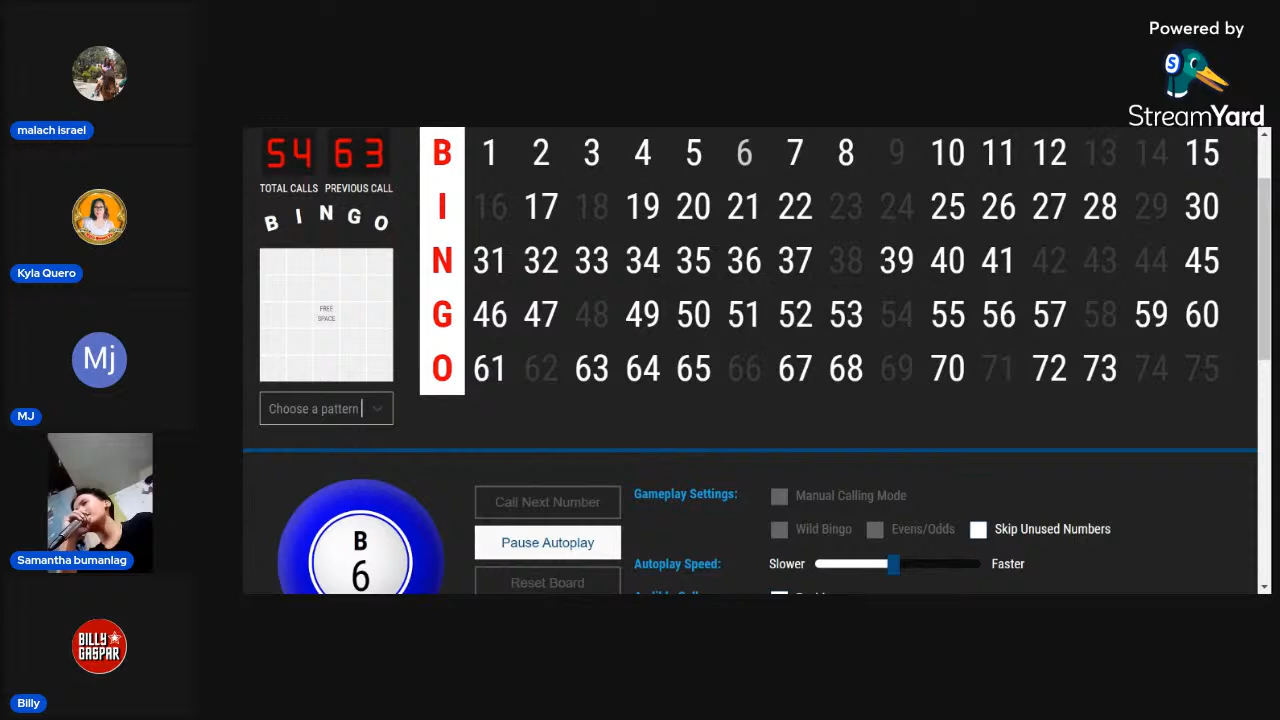 Powered by
S
StreamYard
malach israel
Kyla Quero
Mj
MJ
Samantha bumanlag
BILLY
GASPAR
Billy
54 63
TOTAL CALLS PREVIOUS CALL
B I N G O
FREE
SPACE
Choose a pattern
B 1 2 3 4 5 6 7 8 9 10 11 12 13 14 15
I 16 17 18 19 20 21 22 23 24 25 26 27 28 29 30
N 31 32 33 34 35 36 37 38 39 40 41 42 43 44 45
G 46 47 48 49 50 51 52 53 54 55 56 57 58 59 60
O 61 62 63 64 65 66 67 68 69 70 71 72 73 74 75
B
6
Call Next Number
Pause Autoplay
Reset Board
Gameplay Settings: Manual Calling Mode
Wild Bingo Evens/Odds Skip Unused Numbers
Autoplay Speed: Slower Faster